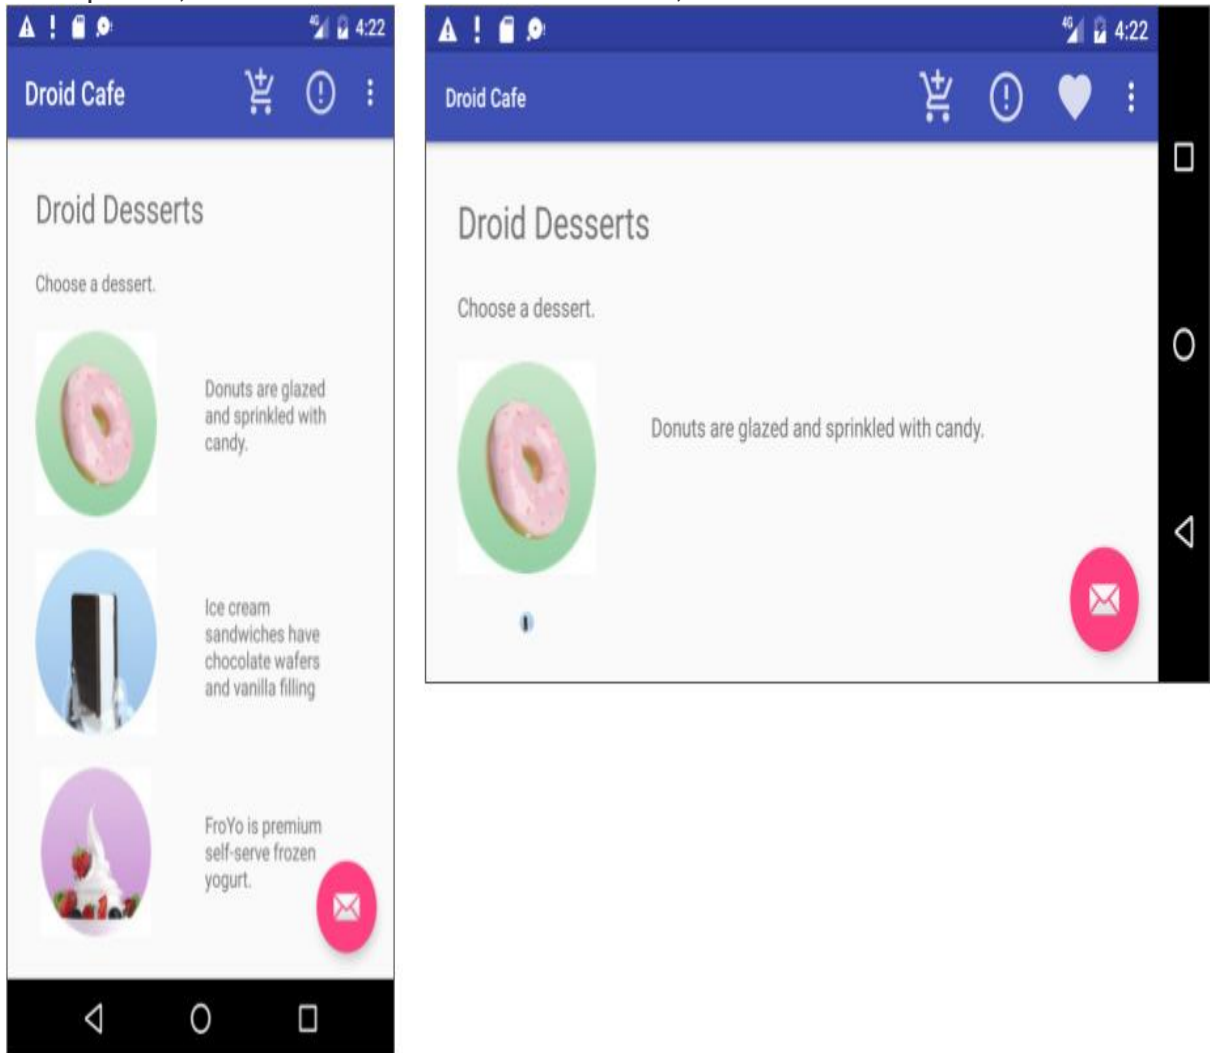 4G 4:22
Droid Cafe
Droid Desserts
Choose a dessert.
Donuts are glazed
and sprinkled with
candy.
Ice cream
sandwiches have
chocolate wafers
and vanilla filling
FroYo is premium
self-serve frozen
yogurt.
4G 4:22
Droid Cafe
Droid Desserts
Choose a dessert.
Donuts are glazed and sprinkled with candy.